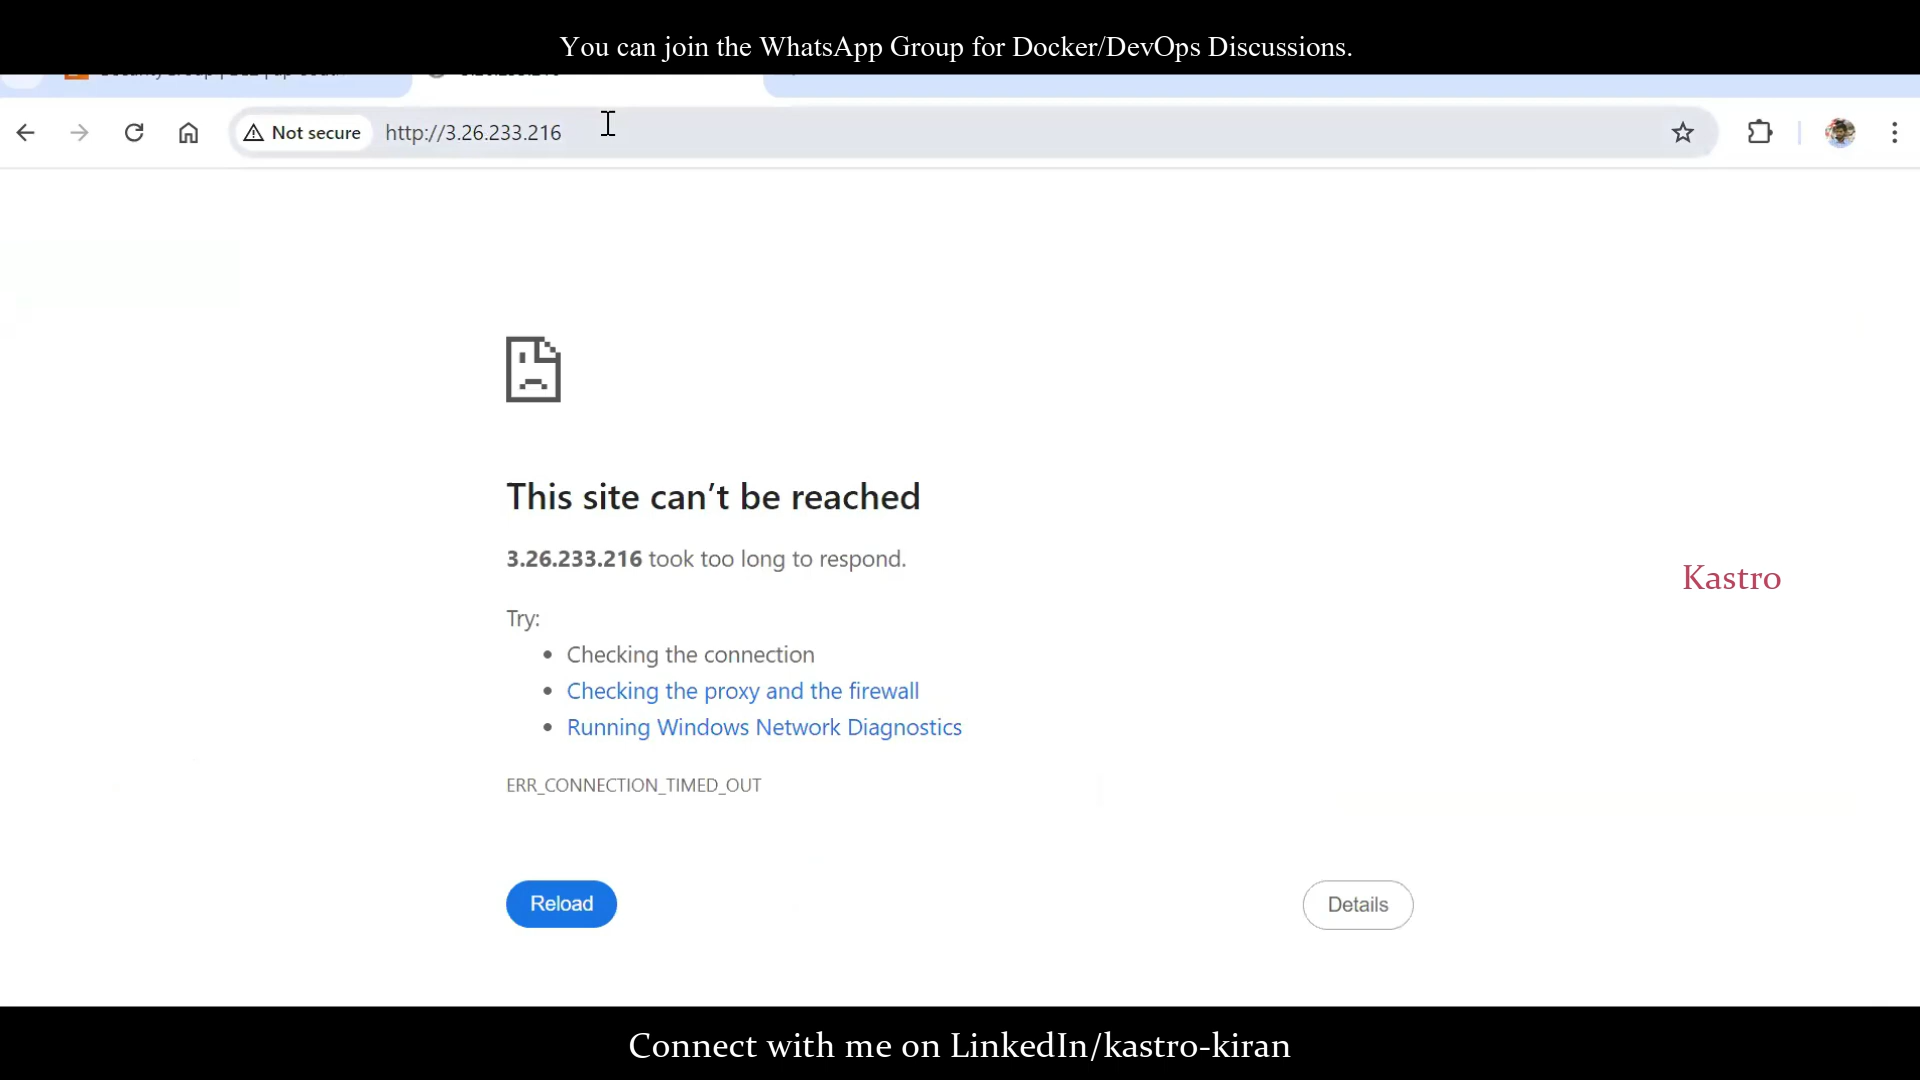 You can join the WhatsApp Group for Docker/DevOps Discussions.
Not secure
http://3.26.233.216
This site can’t be reached
3.26.233.216 took too long to respond.
Kastro
Try:
Checking the connection
Checking the proxy and the firewall
Running Windows Network Diagnostics
ERR_CONNECTION_TIMED_OUT
Reload
Details
Connect with me on LinkedIn/kastro-kiran